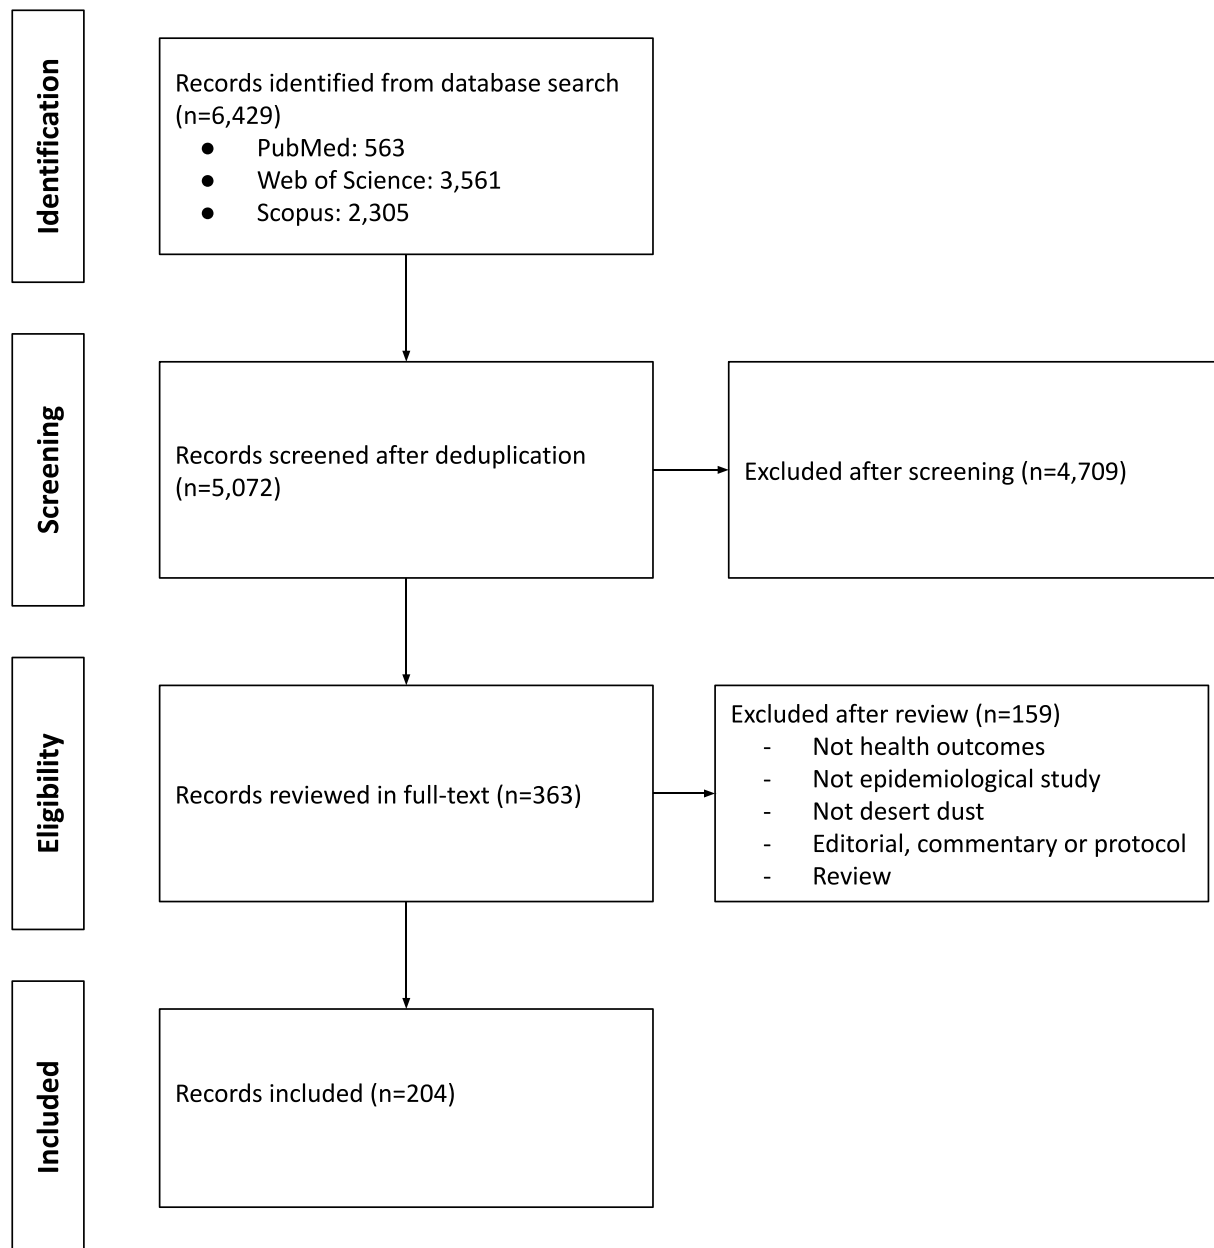 Identification
Records identified from database search
(n=6,429)
● PubMed: 563
● Web of Science: 3,561
● Scopus: 2,305
Screening
Records screened after deduplication
(n=5,072)
Excluded after screening (n=4,709)
Eligibility
Records reviewed in full-text (n=363)
Excluded after review (n=159)
- Not health outcomes
- Not epidemiological study
- Not desert dust
- Editorial, commentary or protocol
- Review
Included
Records included (n=204)